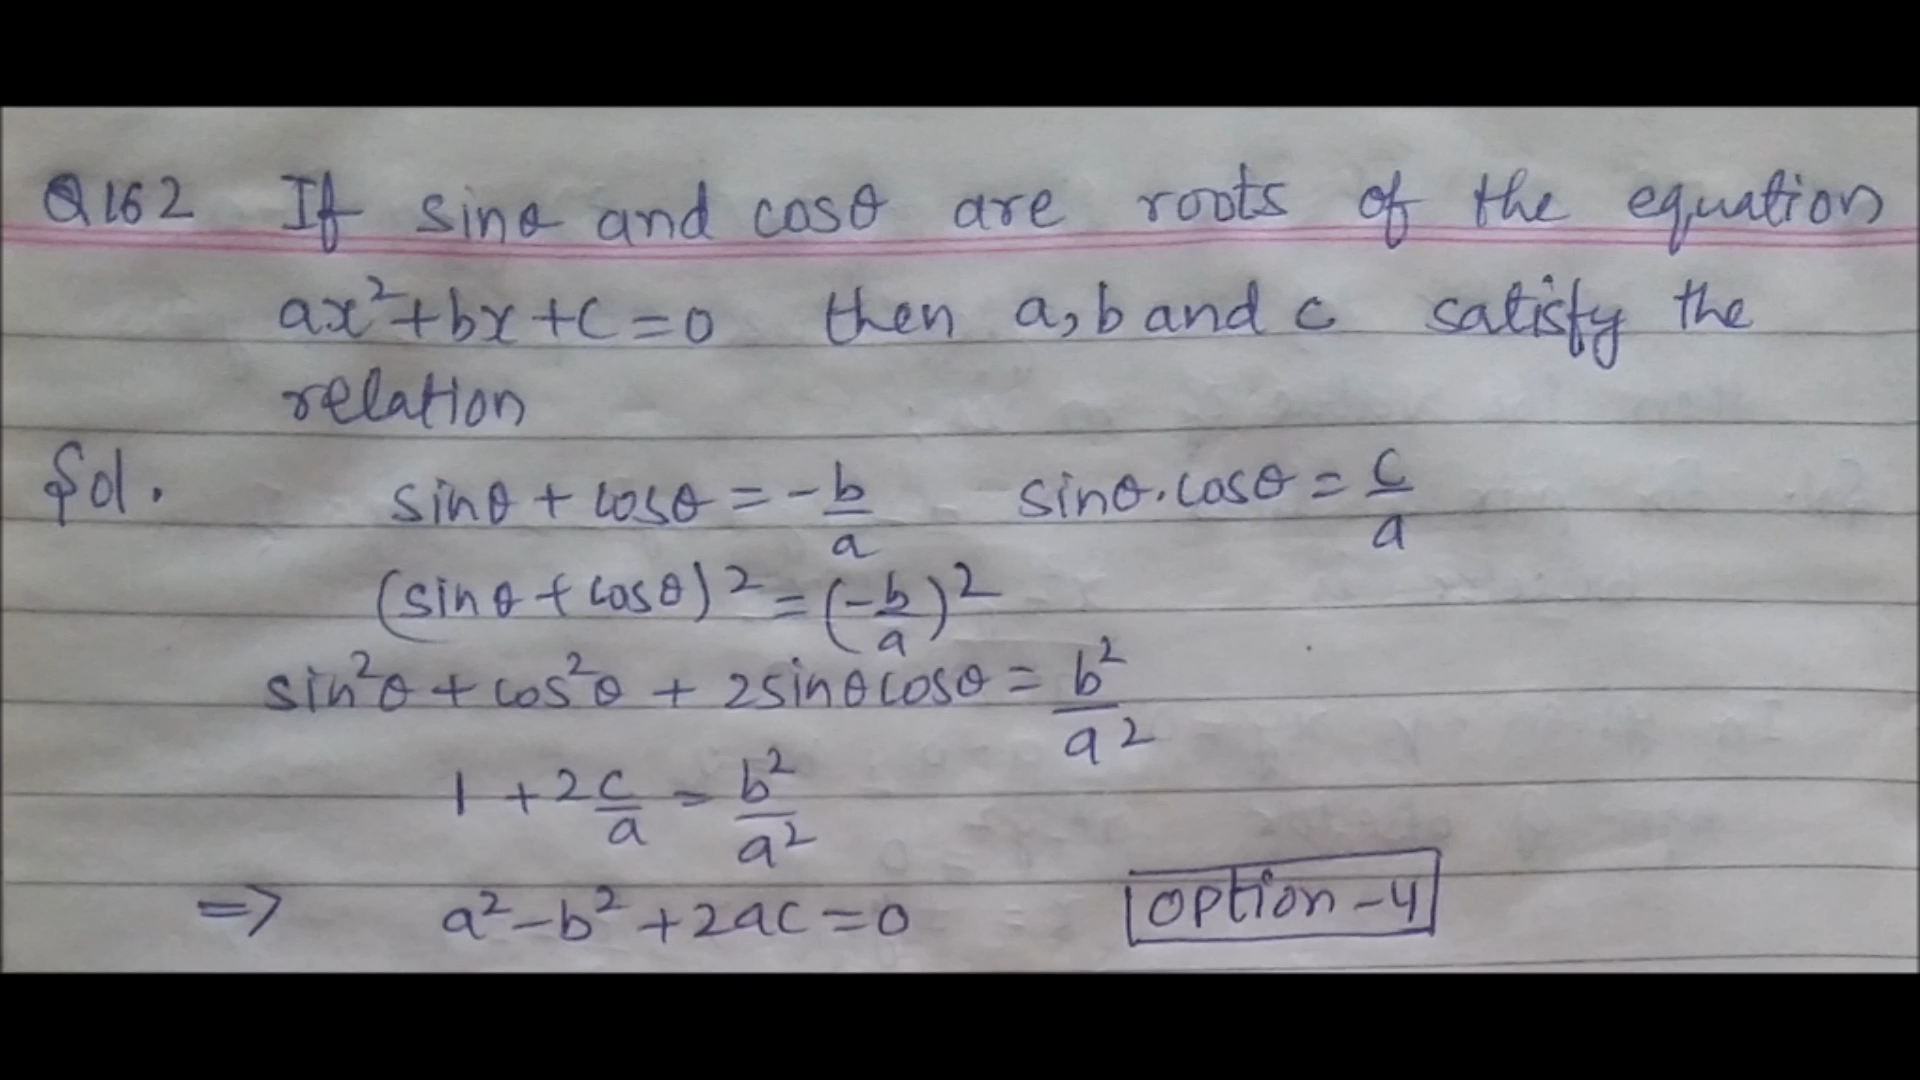 Q162 If sinθ and cosθ are roots of the equation
ax²+bx+c=0 then a,b and c satisfy the
relation
Sol. sinθ + cosθ = -b/a sinθ.cosθ = c/a
(sinθ + cosθ)² = (-b/a)²
sin²θ + cos²θ + 2sinθcosθ = b²/a²
1 + 2c/a = b²/a²
=> a²-b²+2ac=0 option-4